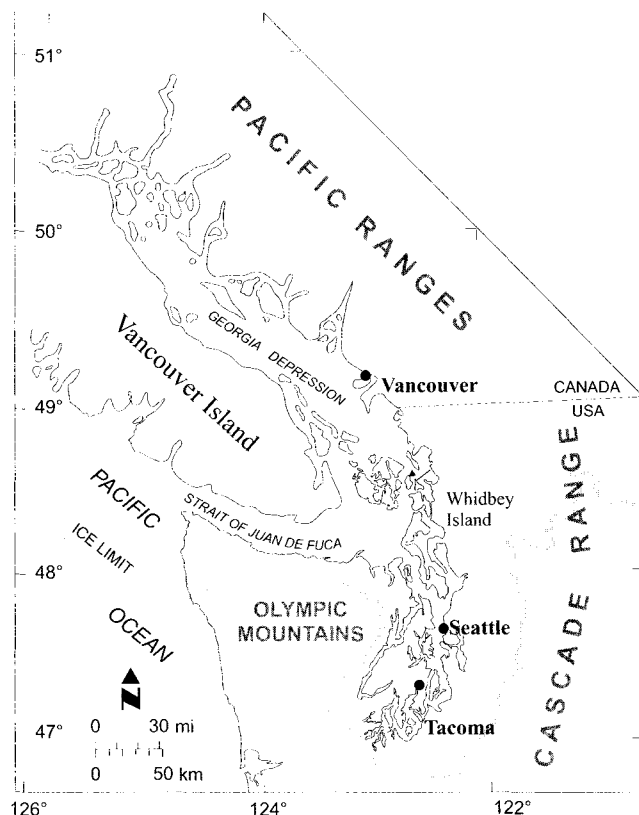 51°
50°
49°
48°
47°
126°
124°
122°
PACIFIC RANGES
GEORGIA DEPRESSION
Vancouver Island
Vancouver
CANADA
USA
PACIFIC
OCEAN
ICE LIMIT
STRAIT OF JUAN DE FUCA
Whidbey
Island
CASCADE RANGE
OLYMPIC
MOUNTAINS
Seattle
Tacoma
N
0 30 mi
0 50 km